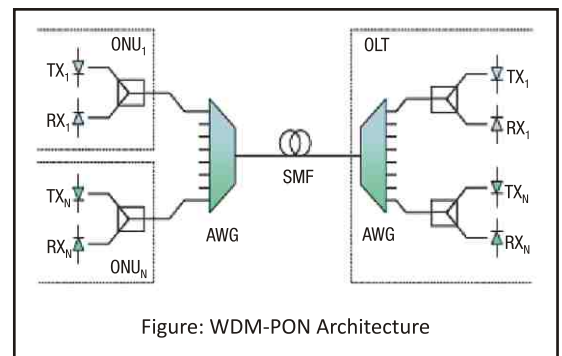 ONU₁
TX₁
RX₁
TXN
RXN
ONUN
AWG
SMF
OLT
TX₁
RX₁
TXN
RXN
AWG
Figure: WDM-PON Architecture